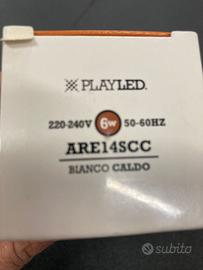 PLAYLED.
220-240V 6W 50-60HZ
ARE14SCC
BIANCO CALDO
subito